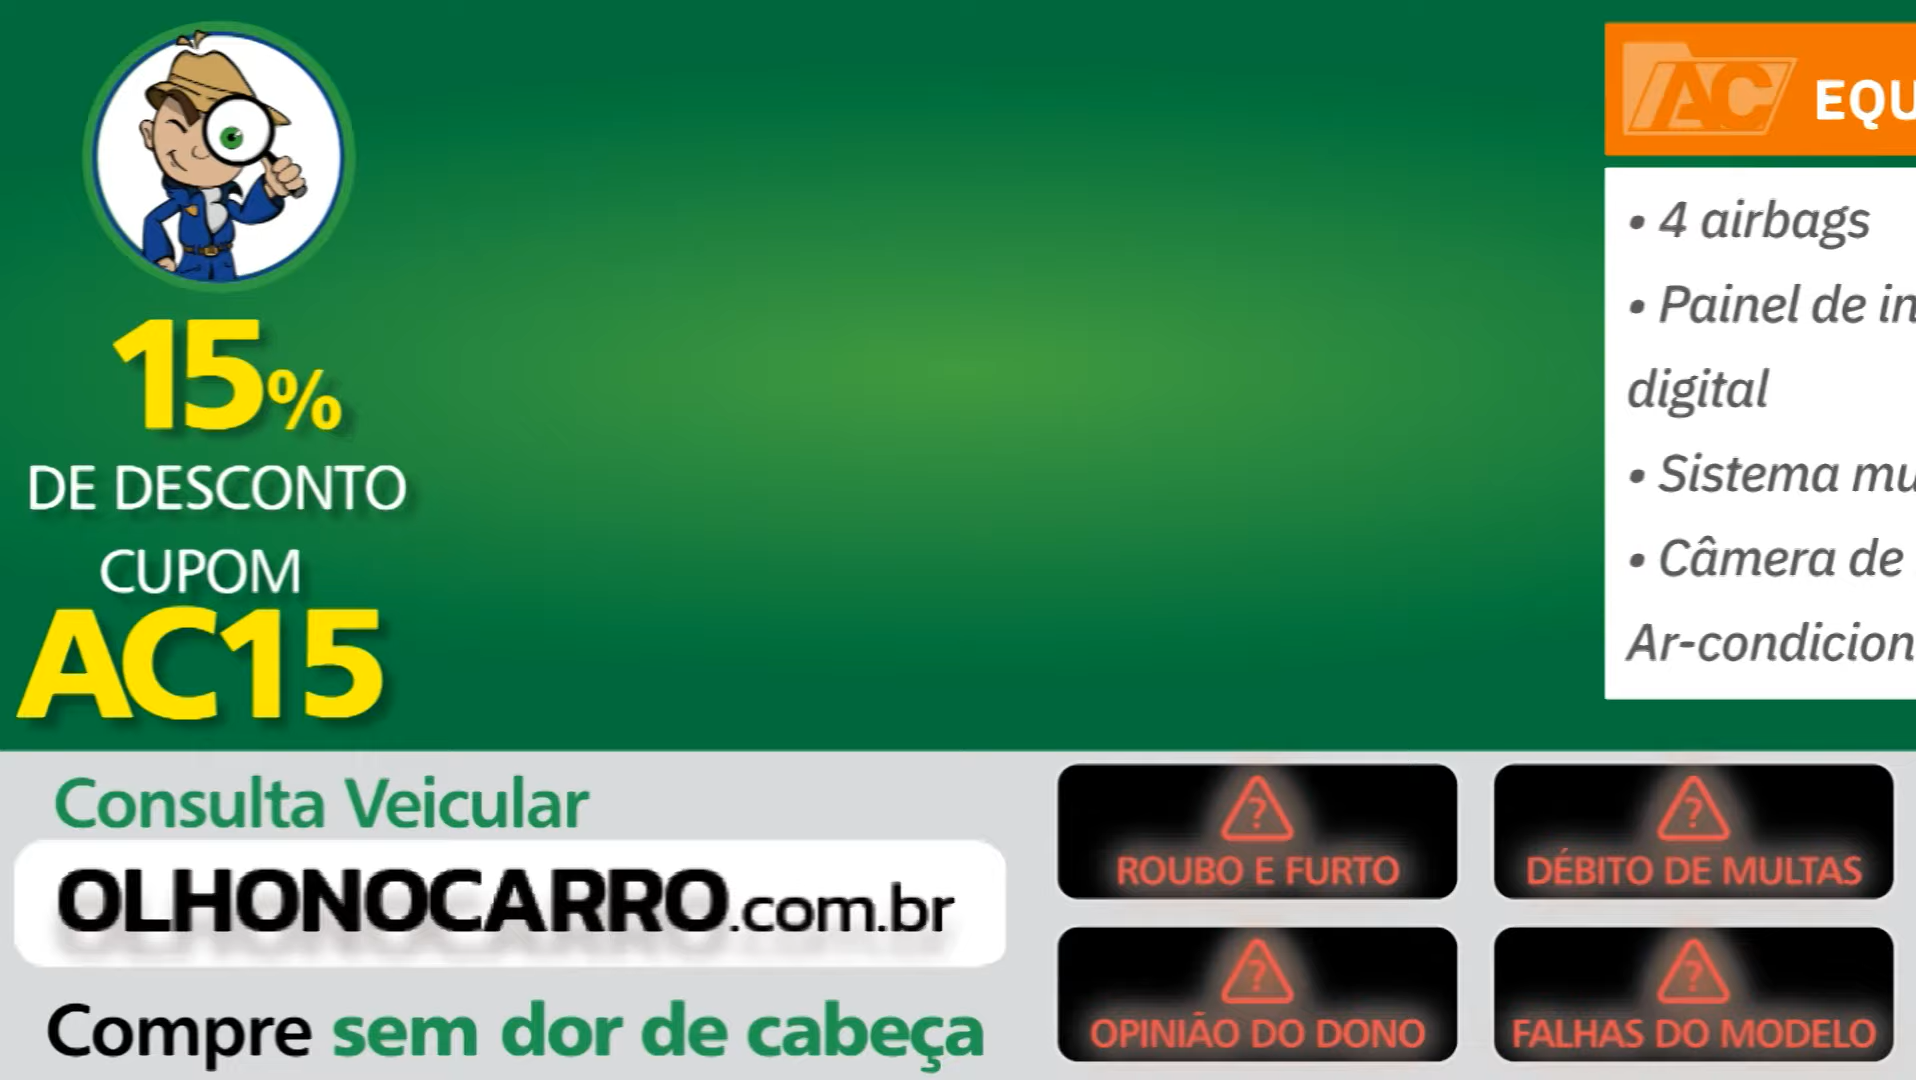 15%
DE DESCONTO
CUPOM
AC15
AC EQU
• 4 airbags
• Painel de in
digital
• Sistema mu
• Câmera de
Ar-condicion
Consulta Veicular
OLHONOCARRO.com.br
Compre sem dor de cabeça
ROUBO E FURTO
DÉBITO DE MULTAS
OPINIÃO DO DONO
FALHAS DO MODELO